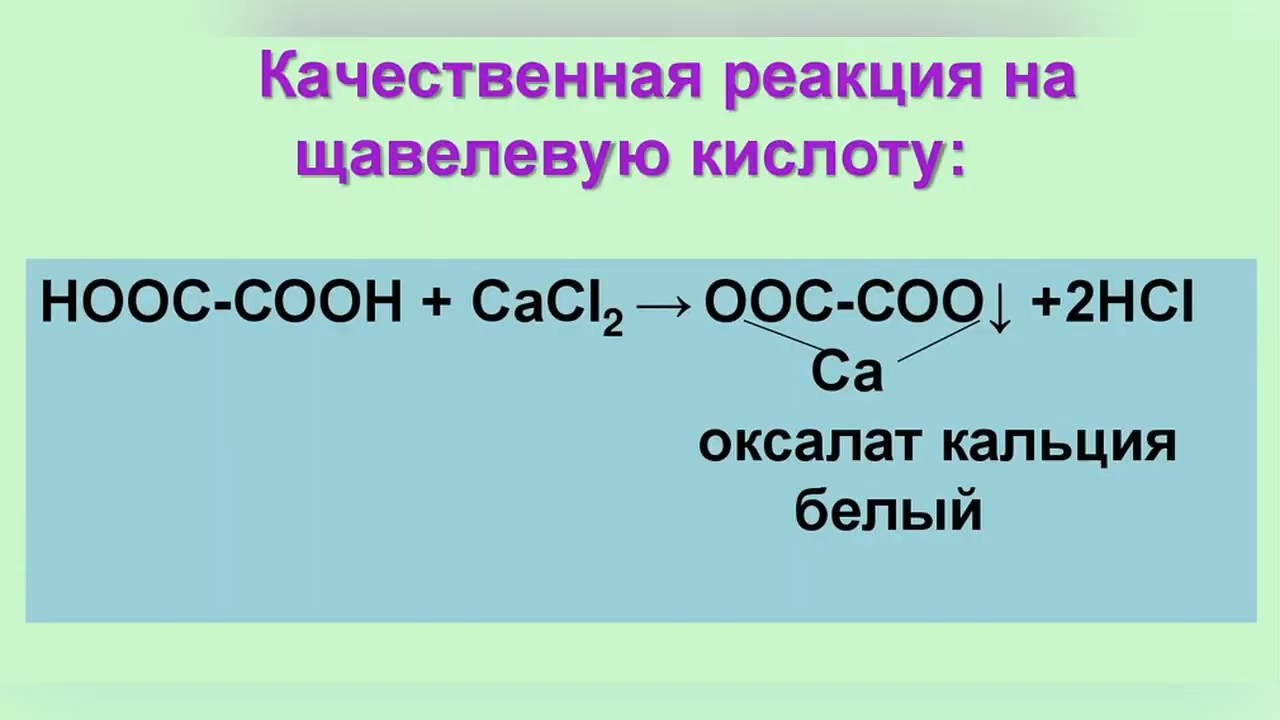 Качественная реакция на
щавелевую кислоту:
HOOC-COOH + CaCl₂ → OOC-COO↓ +2HCl
Ca
оксалат кальция
белый